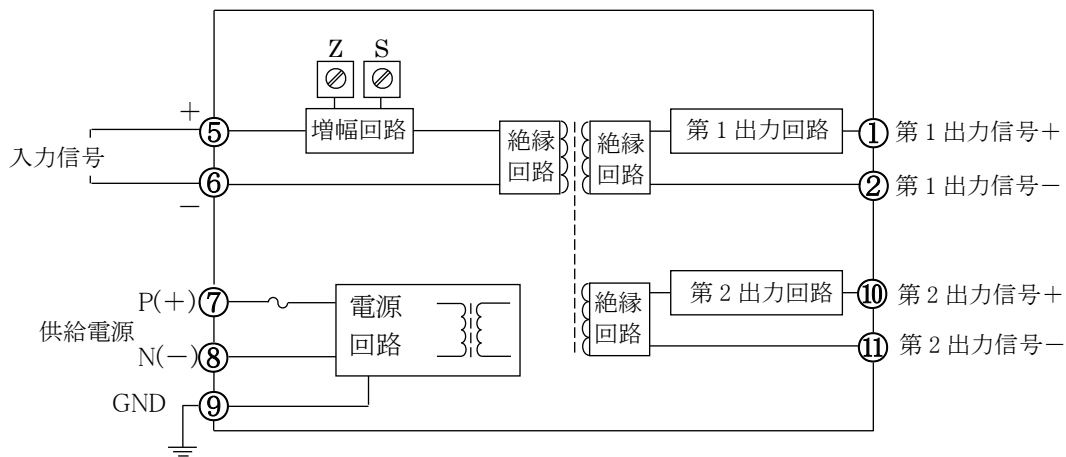 Z S
+
⑤ 増幅回路 絶縁回路 絶縁回路 第1出力回路 ① 第1出力信号+
入力信号
⑥ ② 第1出力信号−
−
P(+) ⑦ 電源回路 絶縁回路 第2出力回路 ⑩ 第2出力信号+
供給電源
N(−) ⑧ ⑪ 第2出力信号−
GND ⑨